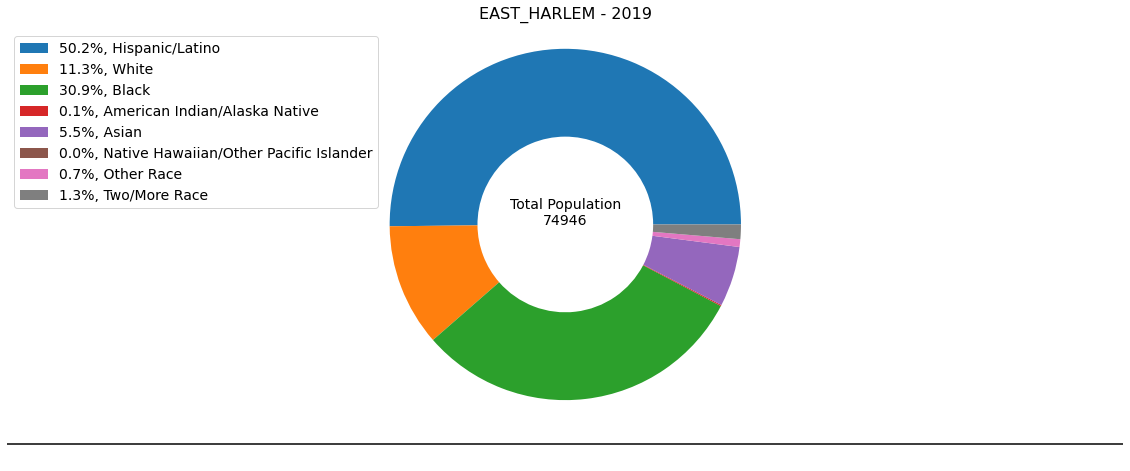 EAST_HARLEM - 2019
50.2%, Hispanic/Latino
11.3%, White
30.9%, Black
0.1%, American Indian/Alaska Native
5.5%, Asian
0.0%, Native Hawaiian/Other Pacific Islander
0.7%, Other Race
1.3%, Two/More Race
Total Population
74946